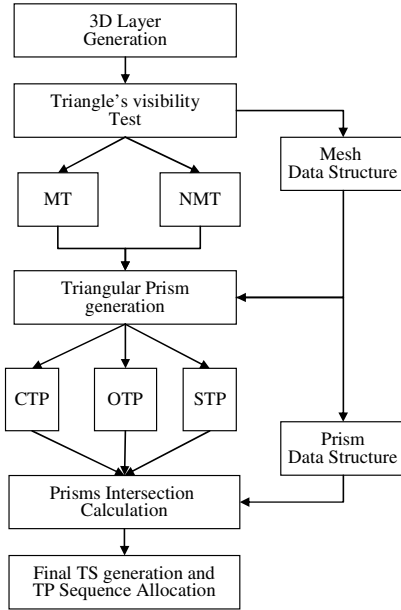 3D Layer
Generation
Triangle's visibility
Test
Mesh
Data Structure
MT
NMT
Triangular Prism
generation
CTP
OTP
STP
Prism
Data Structure
Prisms Intersection
Calculation
Final TS generation and
TP Sequence Allocation